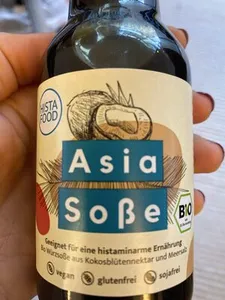 HISTA
FOOD
Asia
Soße
BIO
Geeignet für eine histaminarme Ernährung
Bio Würzsoße aus Kokosblütennektar und Meersalz
vegan
glutenfrei
sojafrei